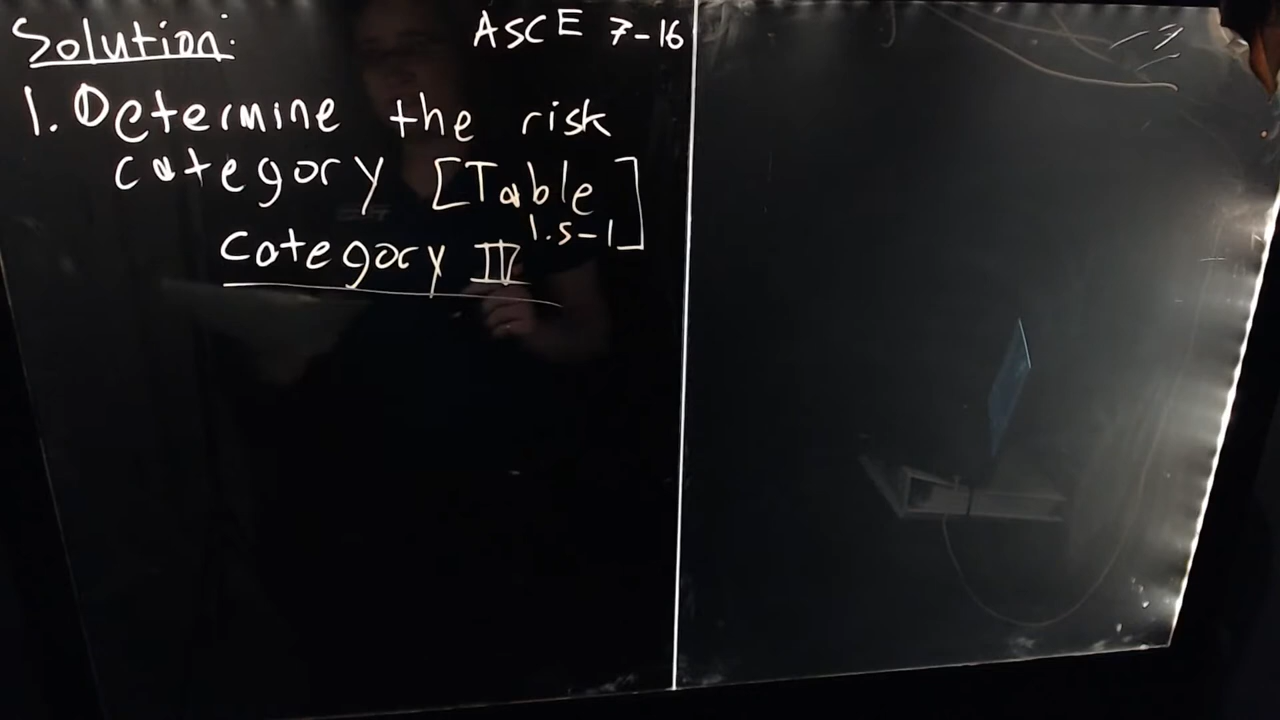 Solution:
ASCE 7-16
1. Determine the risk
category [Table
1.5-1]
category IV